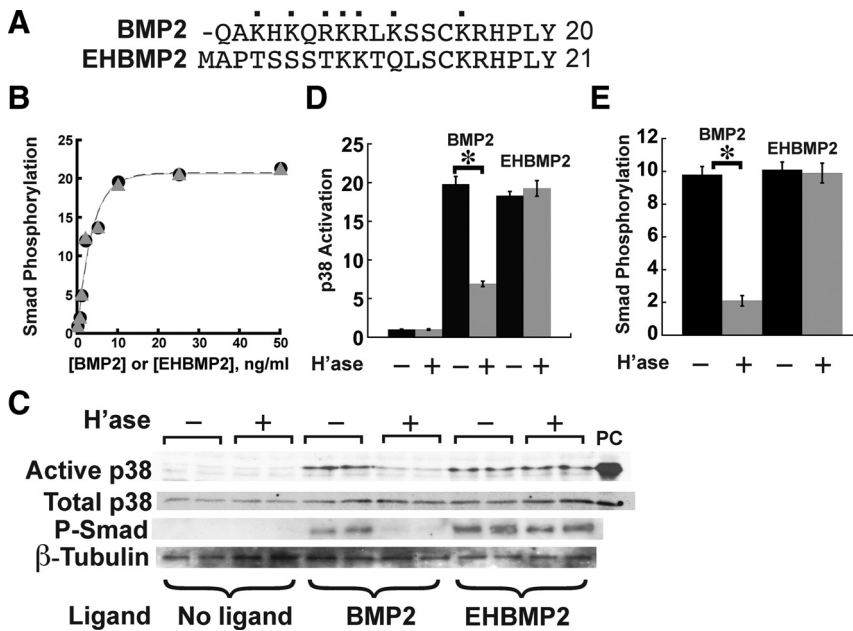 A
BMP2 -QAKHKQRKRLKSSCKRHPLY 20
EHBMP2 MAPTSSSTKKTQLSCKRHPLY 21
B
Smad Phosphorylation
25
20
15
10
5
0
0 10 20 30 40 50
[BMP2] or [EHBMP2], ng/ml
D
p38 Activation
25
20
15
10
5
0
BMP2
*
EHBMP2
H'ase − + − + − +
E
Smad Phosphorylation
12
10
8
6
4
2
0
BMP2
*
EHBMP2
H'ase − + − +
C
H'ase − + − + − + PC
Active p38
Total p38
P-Smad
β-Tubulin
Ligand No ligand BMP2 EHBMP2